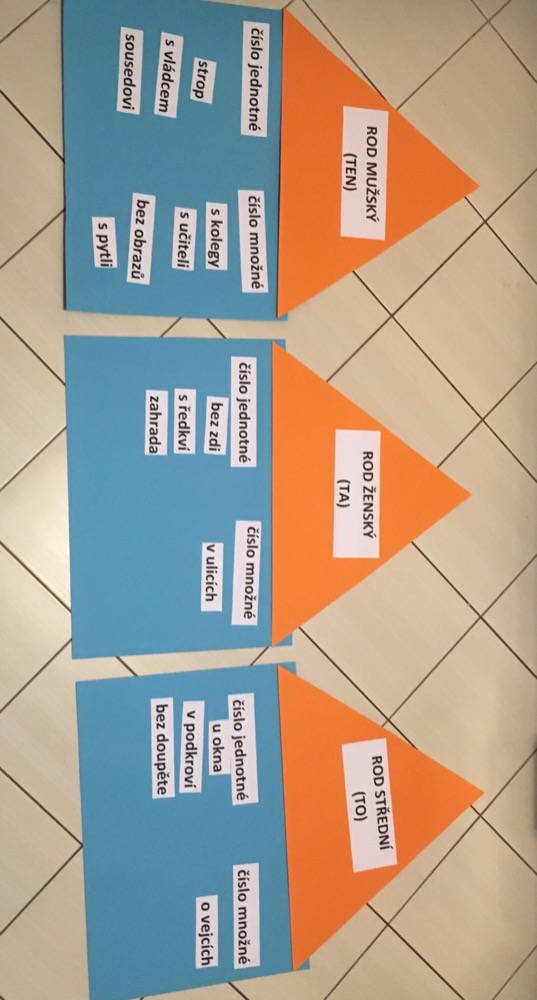 ROD MUŽSKÝ
(TEN)
číslo jednotné
strop
s vládcem
sousedovi
číslo množné
s kolegy
s učiteli
bez obrazů
s pytli
ROD ŽENSKÝ
(TA)
číslo jednotné
bez zdi
s ředkví
zahrada
číslo množné
v ulicích
ROD STŘEDNÍ
(TO)
číslo jednotné
u okna
v podkroví
bez doupěte
číslo množné
o vejcích